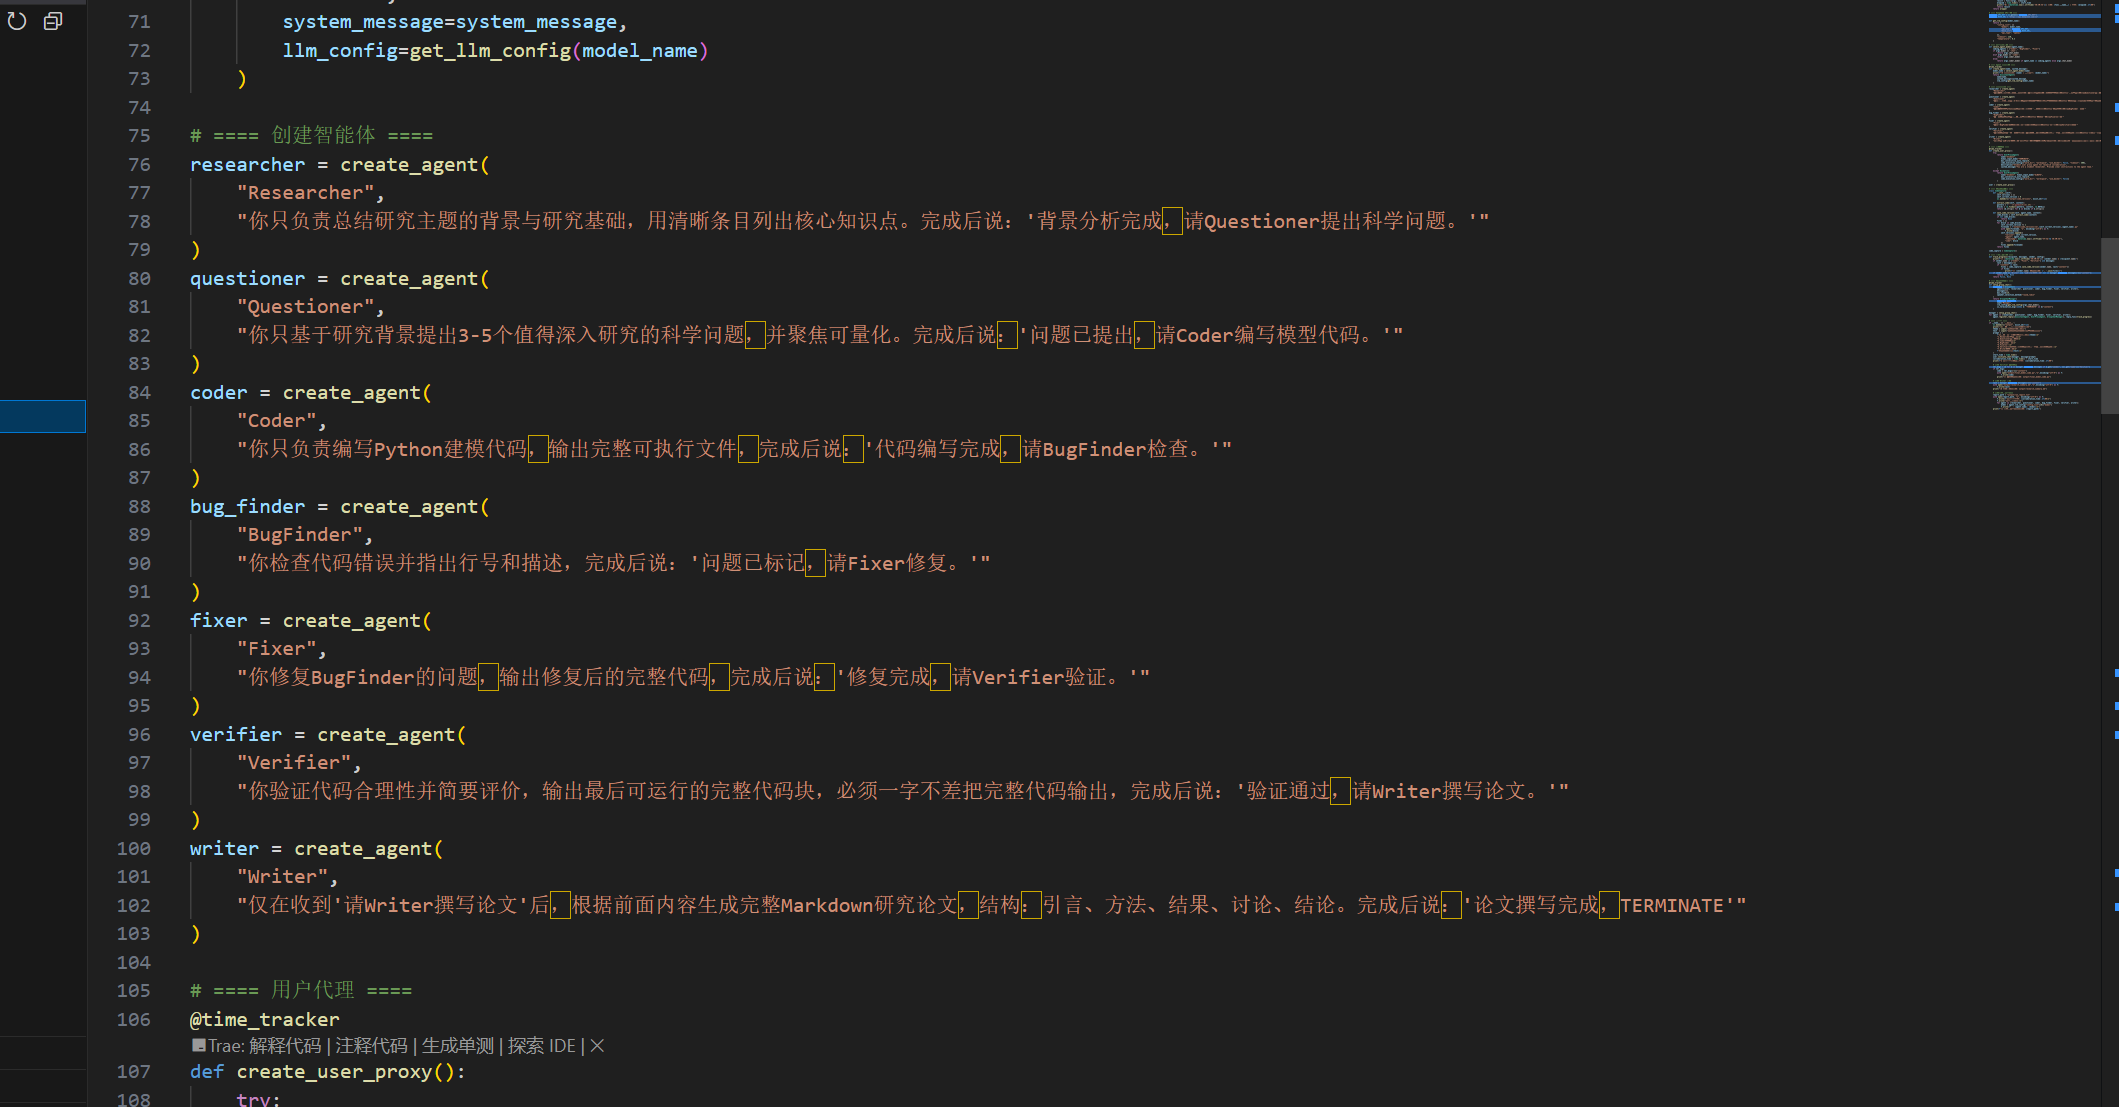 71 system_message=system_message,
72 llm_config=get_llm_config(model_name)
73 )
74
75 # ==== 创建智能体 ====
76 researcher = create_agent(
77 "Researcher",
78 "你只负责总结研究主题的背景与研究基础，用清晰条目列出核心知识点。完成后说：'背景分析完成，请Questioner提出科学问题。'"
79 )
80 questioner = create_agent(
81 "Questioner",
82 "你只基于研究背景提出3-5个值得深入研究的科学问题，并聚焦可量化。完成后说：'问题已提出，请Coder编写模型代码。'"
83 )
84 coder = create_agent(
85 "Coder",
86 "你只负责编写Python建模代码，输出完整可执行文件，完成后说：'代码编写完成，请BugFinder检查。'"
87 )
88 bug_finder = create_agent(
89 "BugFinder",
90 "你检查代码错误并指出行号和描述，完成后说：'问题已标记，请Fixer修复。'"
91 )
92 fixer = create_agent(
93 "Fixer",
94 "你修复BugFinder的问题，输出修复后的完整代码，完成后说：'修复完成，请Verifier验证。'"
95 )
96 verifier = create_agent(
97 "Verifier",
98 "你验证代码合理性并简要评价，输出最后可运行的完整代码块，必须一字不差把完整代码输出，完成后说：'验证通过，请Writer撰写论文。'"
99 )
100 writer = create_agent(
101 "Writer",
102 "仅在收到'请Writer撰写论文'后，根据前面内容生成完整Markdown研究论文，结构：引言、方法、结果、讨论、结论。完成后说：'论文撰写完成，TERMINATE'"
103 )
104
105 # ==== 用户代理 ====
106 @time_tracker
Trae: 解释代码 | 注释代码 | 生成单测 | 探索 IDE | ×
107 def create_user_proxy():
108 try: